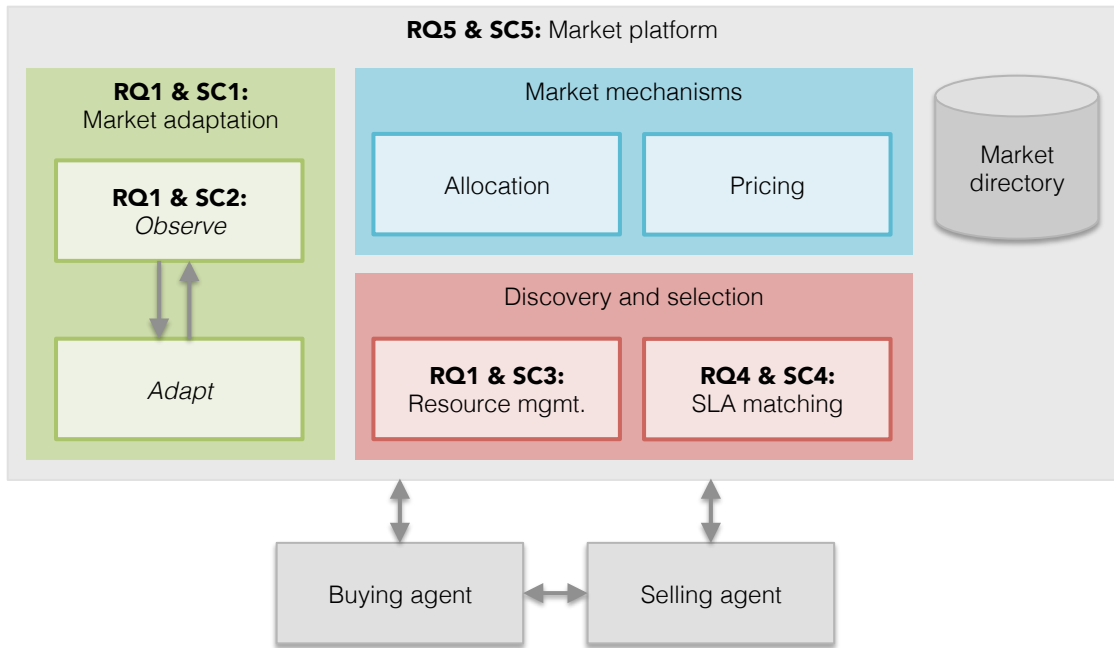 RQ5 & SC5: Market platform
RQ1 & SC1:
Market adaptation
RQ1 & SC2:
Observe
Adapt
Market mechanisms
Allocation
Pricing
Market
directory
Discovery and selection
RQ1 & SC3:
Resource mgmt.
RQ4 & SC4:
SLA matching
Buying agent
Selling agent